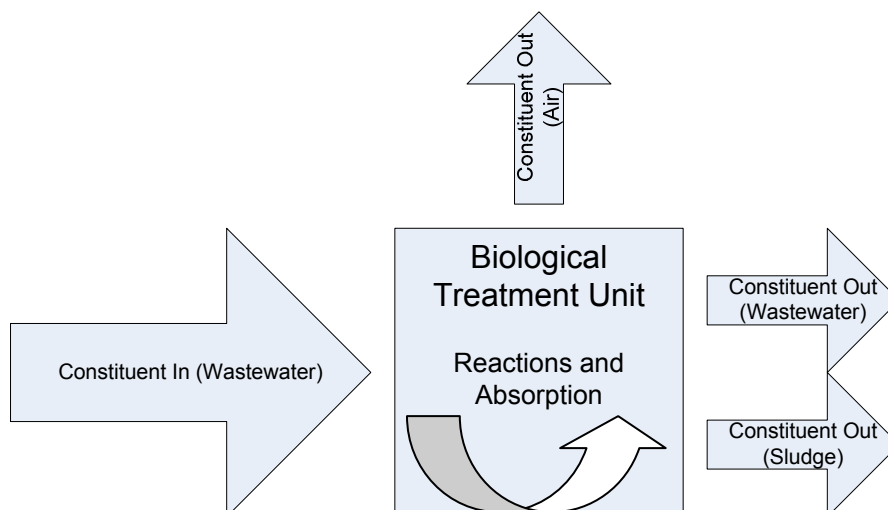 Constituent Out
(Air)
Biological
Treatment Unit
Reactions and
Absorption
Constituent In (Wastewater)
Constituent Out
(Wastewater)
Constituent Out
(Sludge)